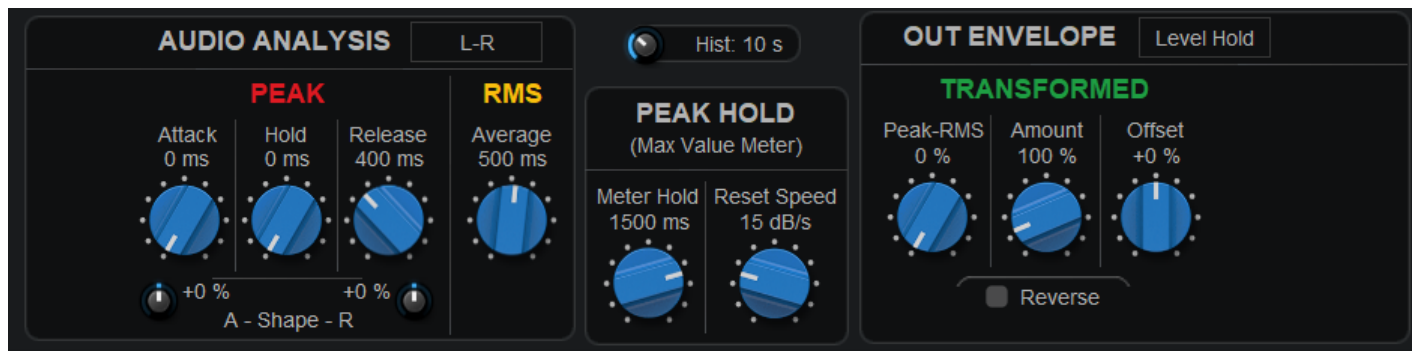 AUDIO ANALYSIS L-R
PEAK RMS
Attack Hold Release Average
0 ms 0 ms 400 ms 500 ms
+0 % +0 %
A - Shape - R
Hist: 10 s
PEAK HOLD
(Max Value Meter)
Meter Hold Reset Speed
1500 ms 15 dB/s
OUT ENVELOPE Level Hold
TRANSFORMED
Peak-RMS Amount Offset
0 % 100 % +0 %
Reverse